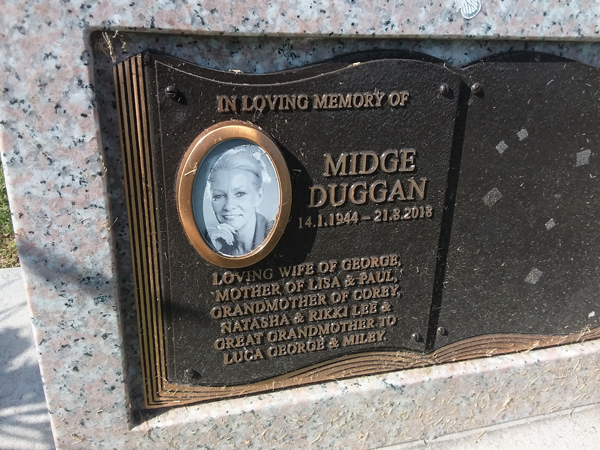 IN LOVING MEMORY OF
MIDGE
DUGGAN
14.1.1944 – 21.8.2018
LOVING WIFE OF GEORGE,
MOTHER OF LISA & PAUL,
GRANDMOTHER OF COREY,
NATASHA & RIKKI LEE &
GREAT GRANDMOTHER TO
LUCA GEORGE & MILEY.